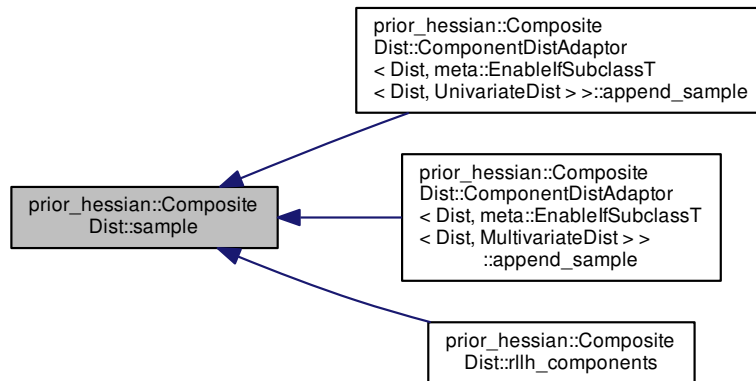 prior_hessian::Composite
Dist::ComponentDistAdaptor
< Dist, meta::EnableIfSubclassT
< Dist, UnivariateDist > >::append_sample
prior_hessian::Composite
Dist::sample
prior_hessian::Composite
Dist::ComponentDistAdaptor
< Dist, meta::EnableIfSubclassT
< Dist, MultivariateDist > >
::append_sample
prior_hessian::Composite
Dist::rllh_components